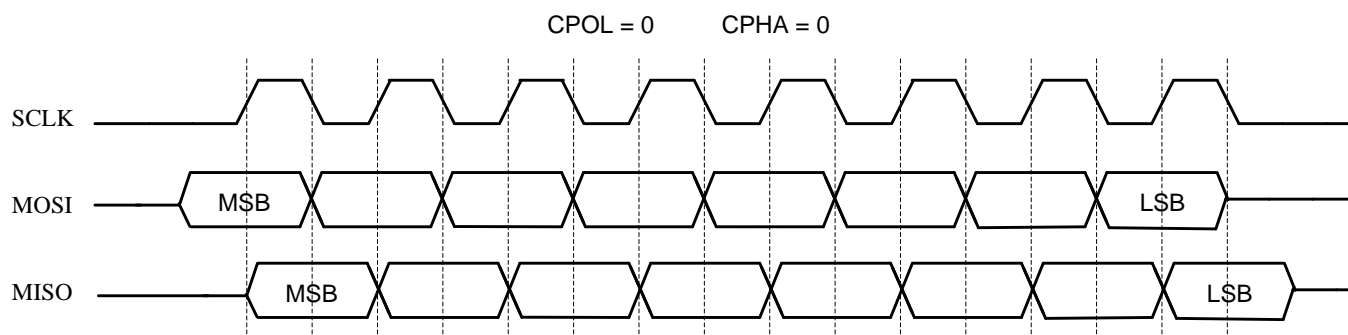 CPOL = 0 CPHA = 0
SCLK
MOSI MSB LSB
MISO MSB LSB